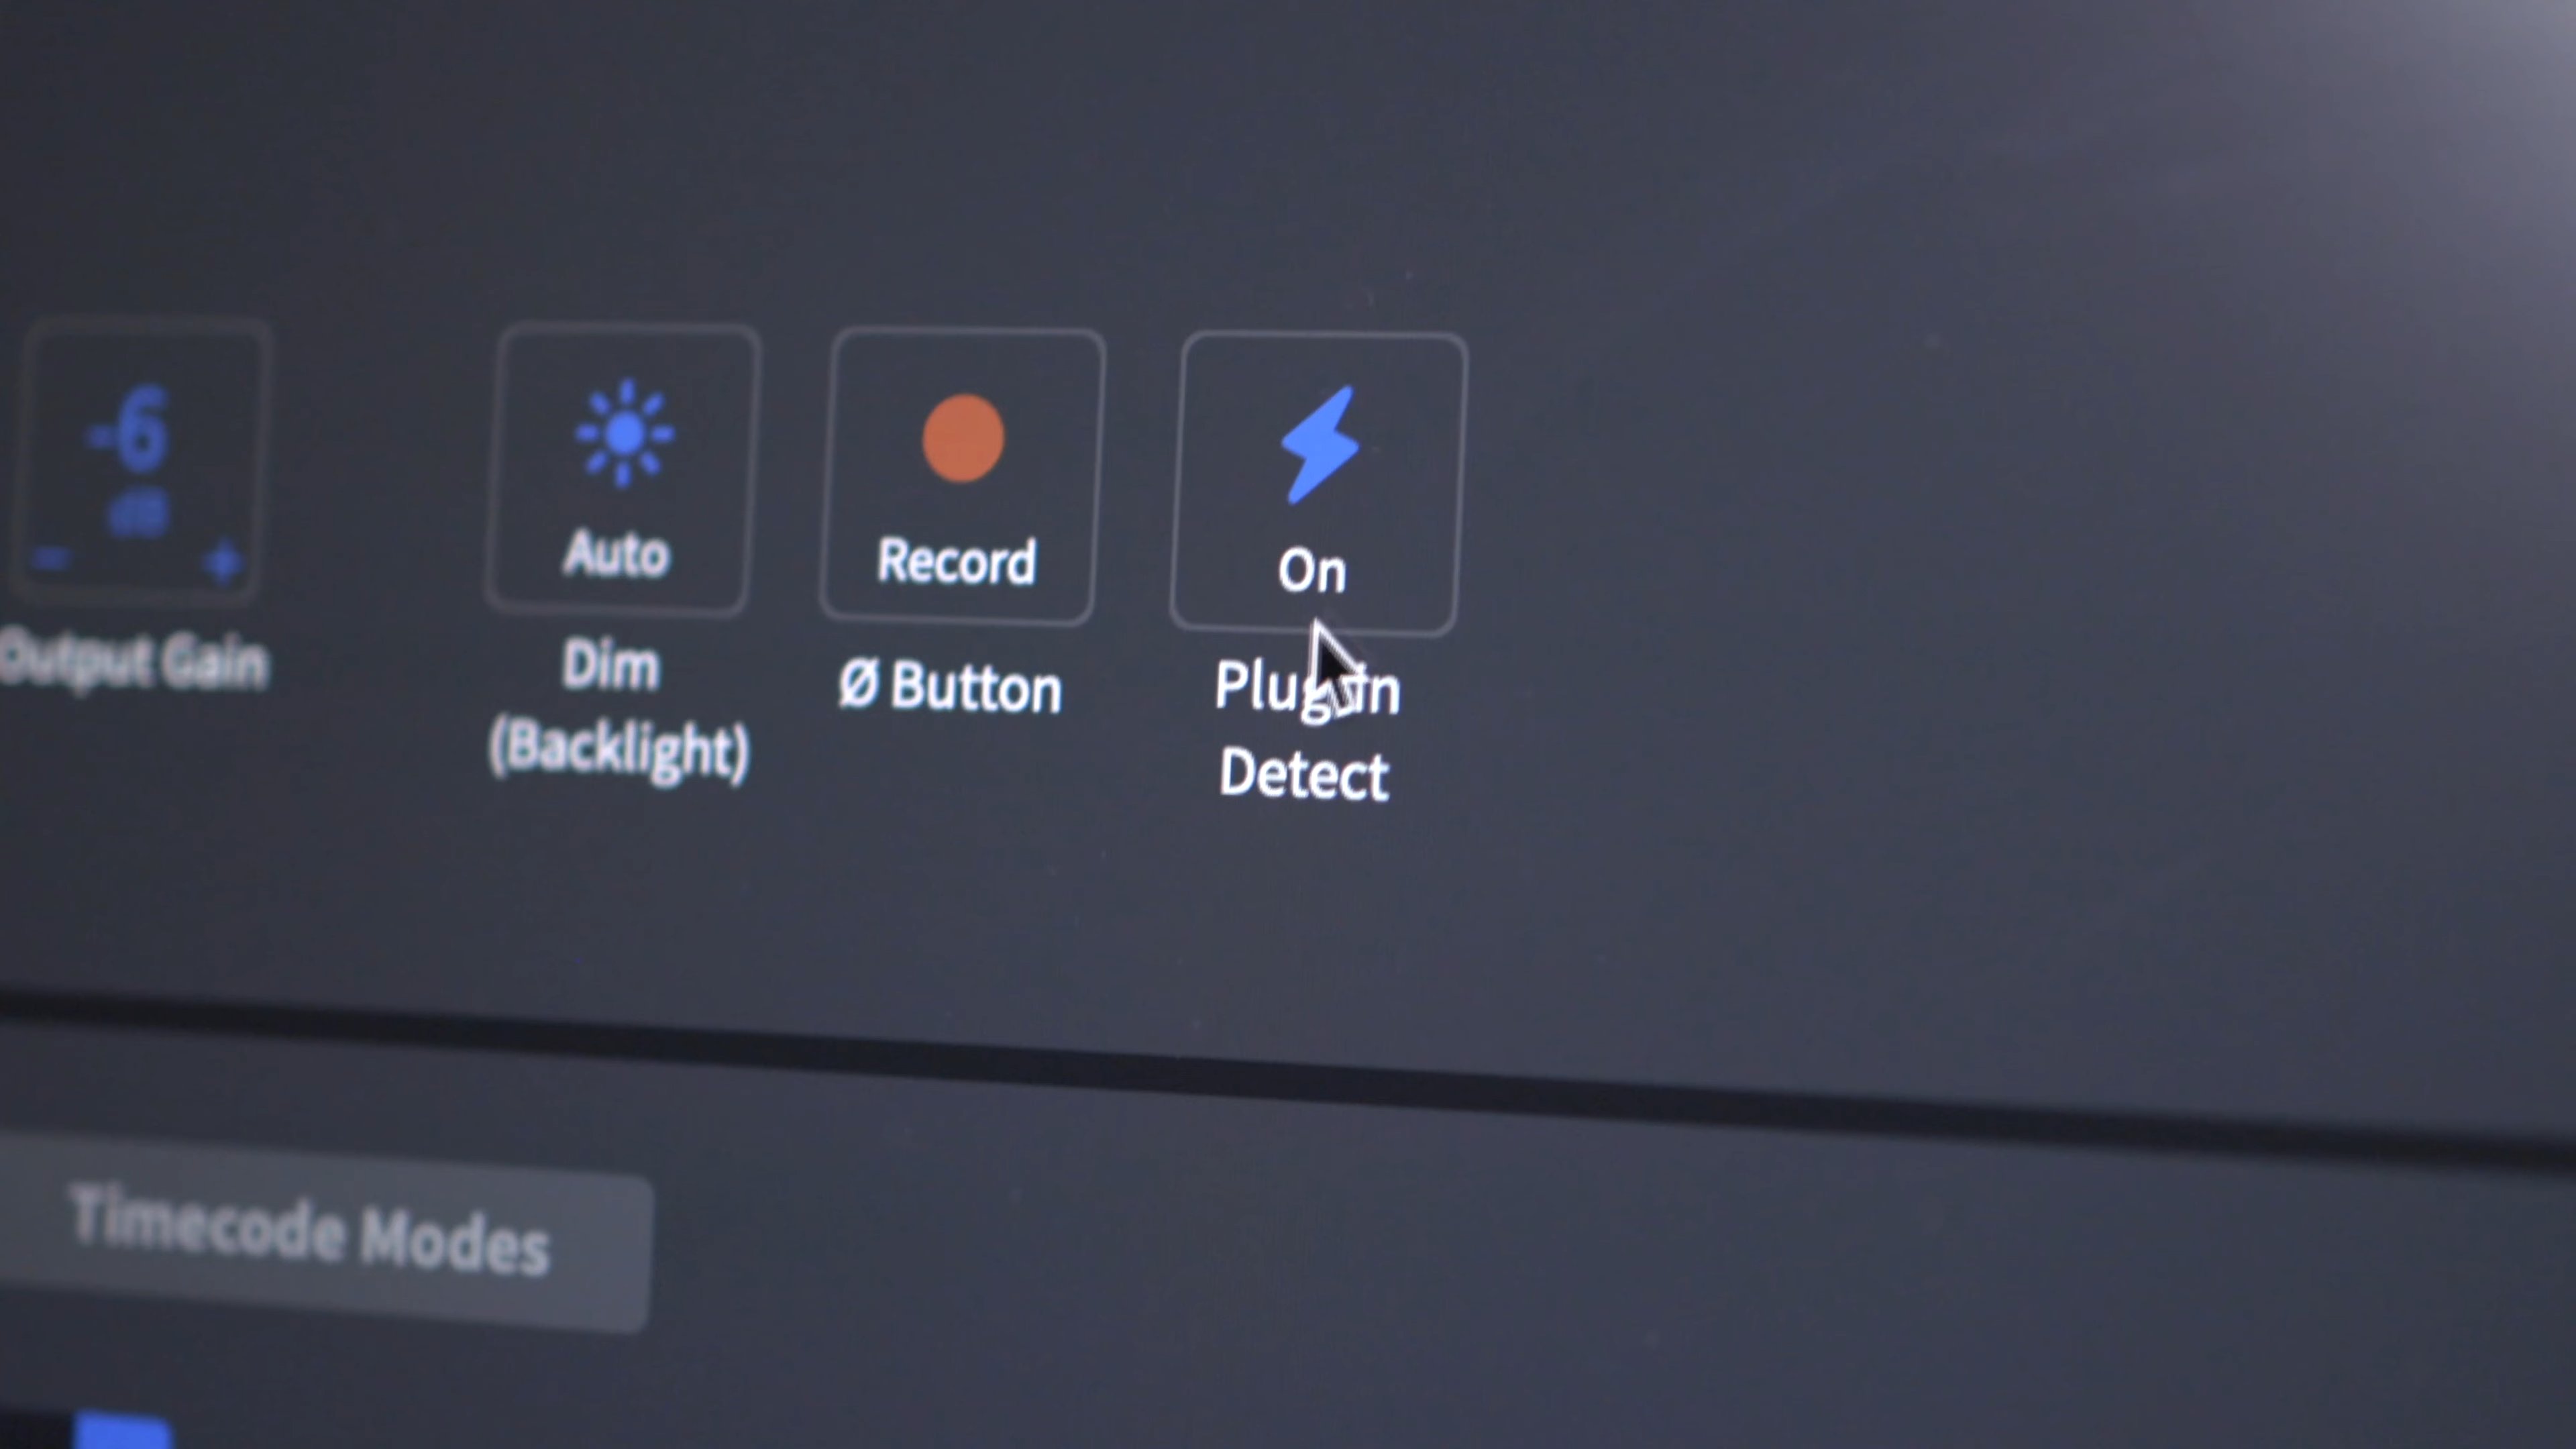 -6
dB
- +
Output Gain
Auto
Dim
(Backlight)
Record
Ø Button
On
Plug-in
Detect
Timecode Modes